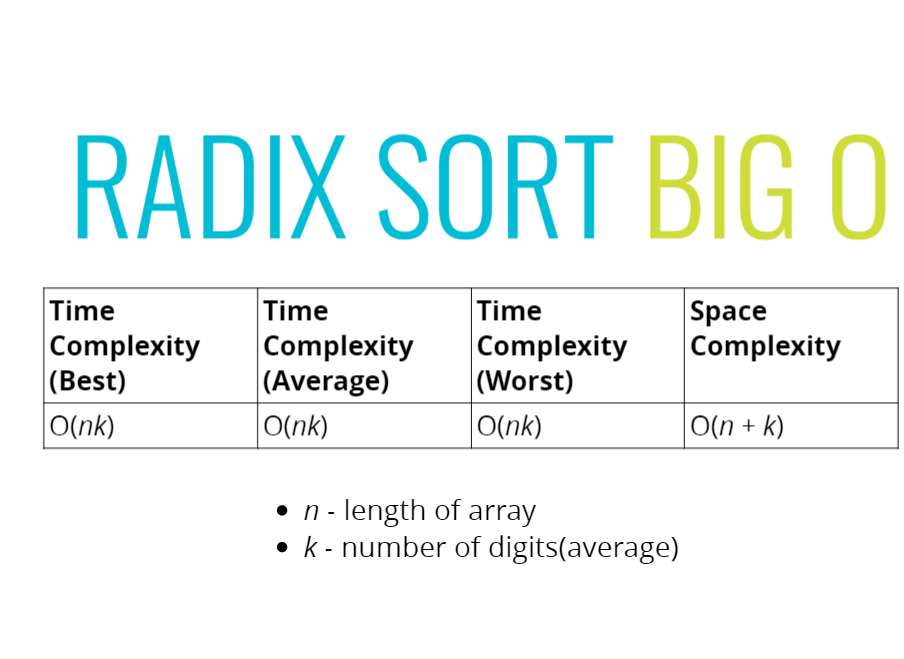 RADIX SORT BIG O
Time Complexity (Best)
Time Complexity (Average)
Time Complexity (Worst)
Space Complexity
O(nk)
O(nk)
O(nk)
O(n + k)
n - length of array
k - number of digits(average)